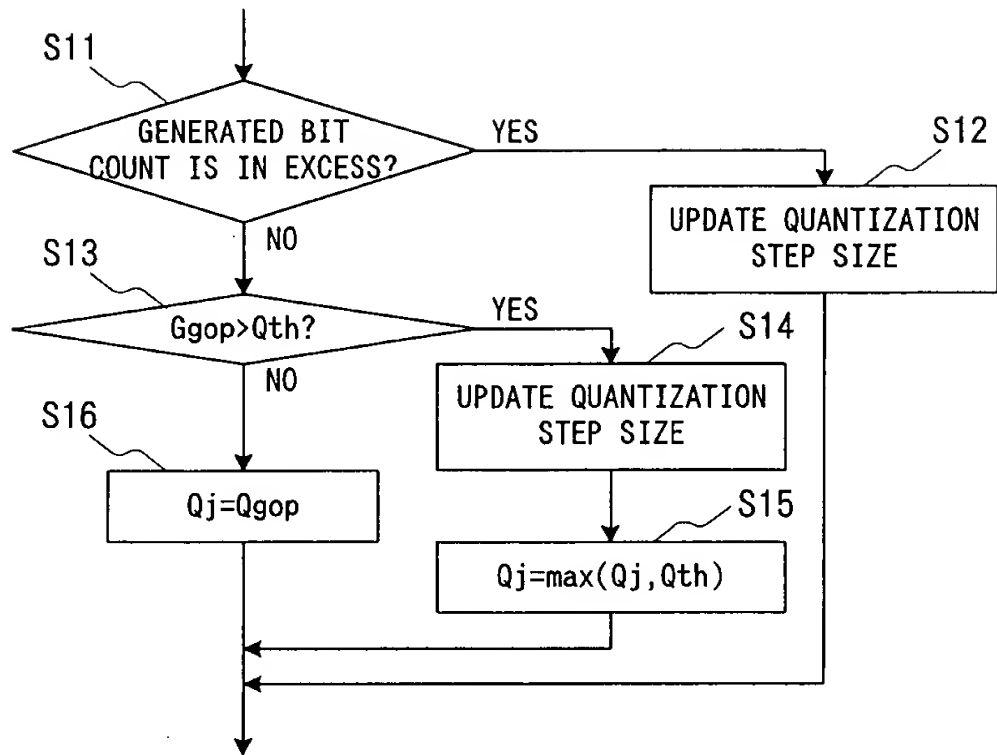 S11
GENERATED BIT
COUNT IS IN EXCESS?
YES
S12
UPDATE QUANTIZATION
STEP SIZE
NO
S13
Ggop>Qth?
YES
S14
UPDATE QUANTIZATION
STEP SIZE
NO
S16
Qj=Qgop
S15
Qj=max(Qj,Qth)